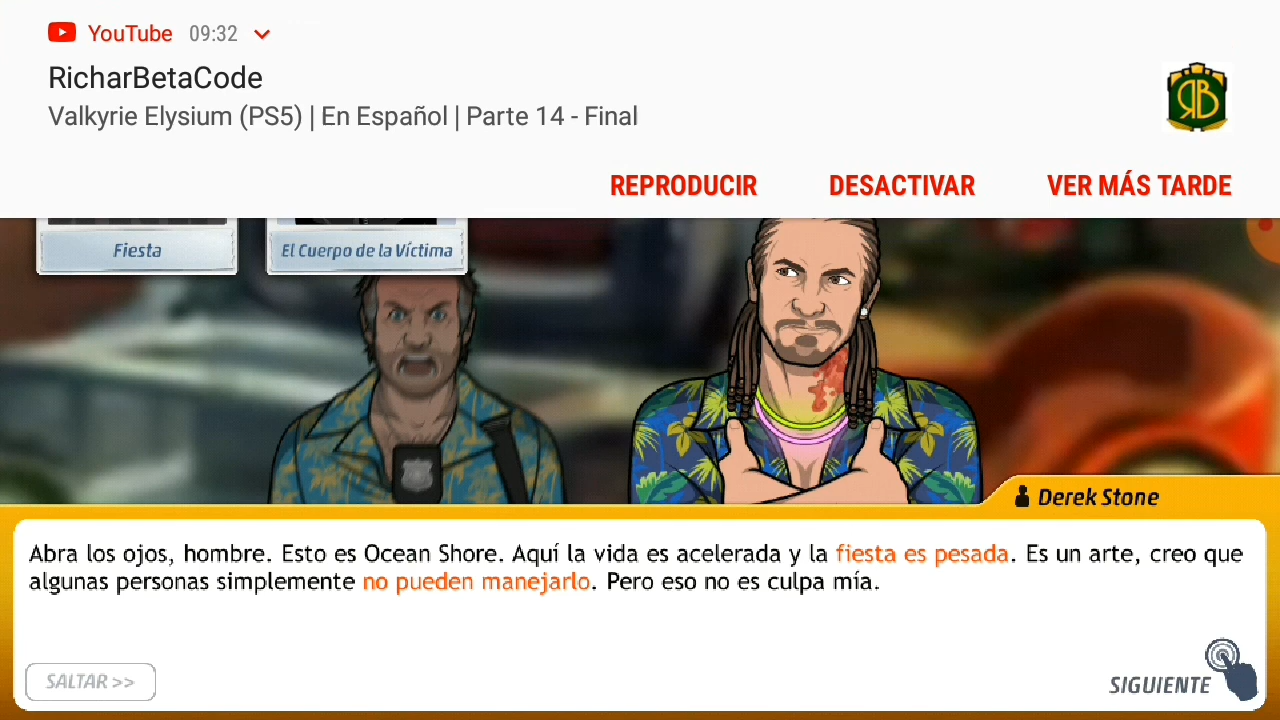 YouTube 09:32
RicharBetaCode
Valkyrie Elysium (PS5) | En Español | Parte 14 - Final
REPRODUCIR DESACTIVAR VER MÁS TARDE
Fiesta El Cuerpo de la Víctima
Derek Stone
Abra los ojos, hombre. Esto es Ocean Shore. Aquí la vida es acelerada y la fiesta es pesada. Es un arte, creo que
algunas personas simplemente no pueden manejarlo. Pero eso no es culpa mía.
SALTAR >>
SIGUIENTE